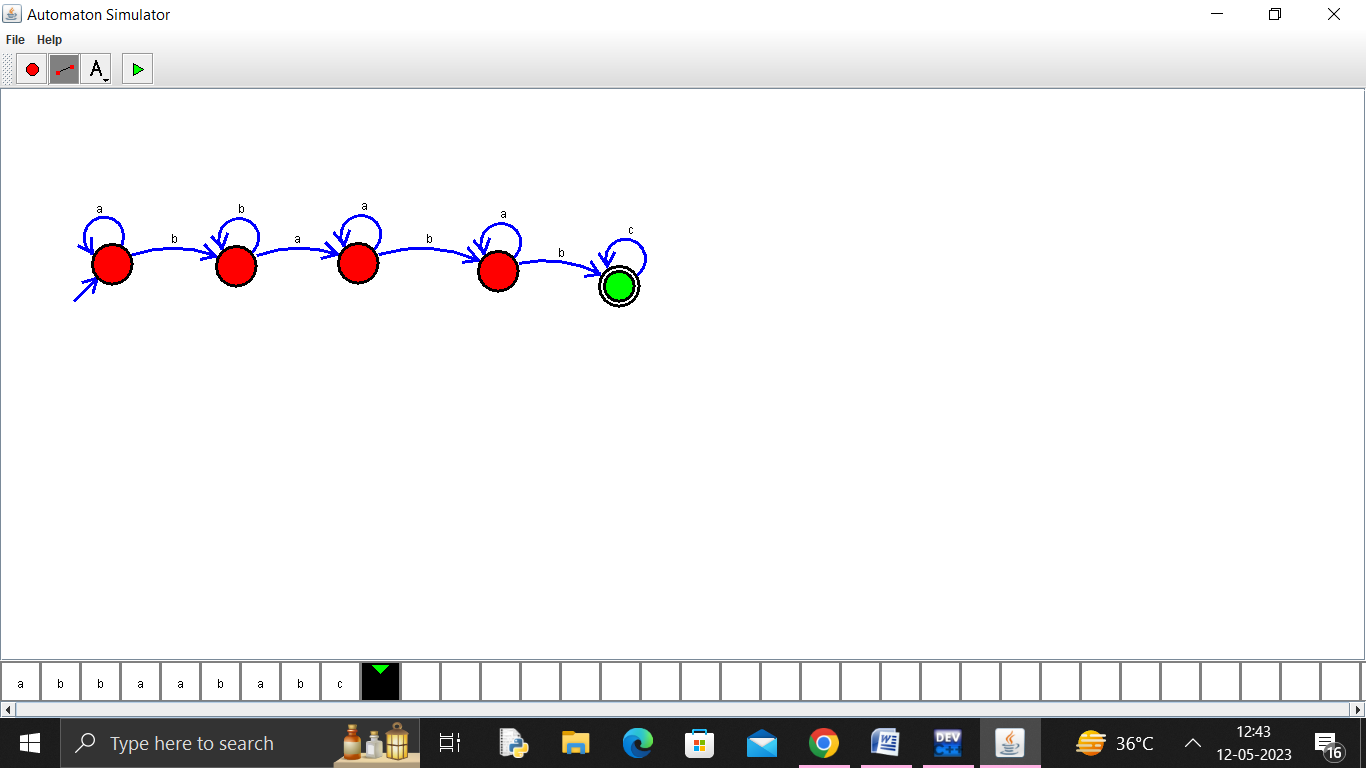 Automaton Simulator
File Help
A
a b a b a b a b c
a b b a a b a b c
Type here to search
DEV
C++
W
36°C
12:43
12-05-2023
16